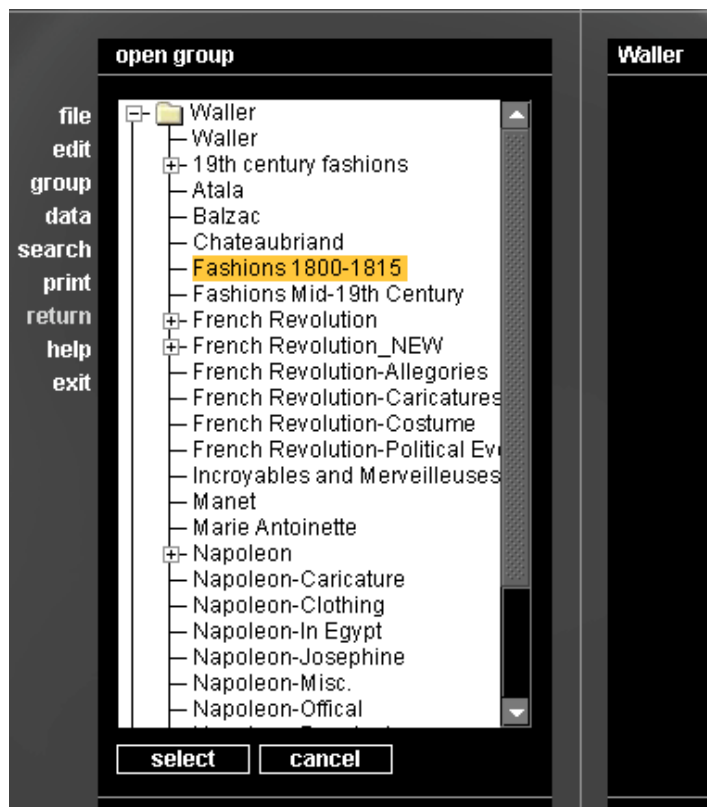 open group
Waller
file
edit
group
data
search
print
return
help
exit
Waller
Waller
19th century fashions
Atala
Balzac
Chateaubriand
Fashions 1800-1815
Fashions Mid-19th Century
French Revolution
French Revolution_NEW
French Revolution-Allegories
French Revolution-Caricatures
French Revolution-Costume
French Revolution-Political
Incroyables and Merveilleuses
Manet
Marie Antoinette
Napoleon
Napoleon-Caricature
Napoleon-Clothing
Napoleon-In Egypt
Napoleon-Josephine
Napoleon-Misc.
Napoleon-Offical
select
cancel